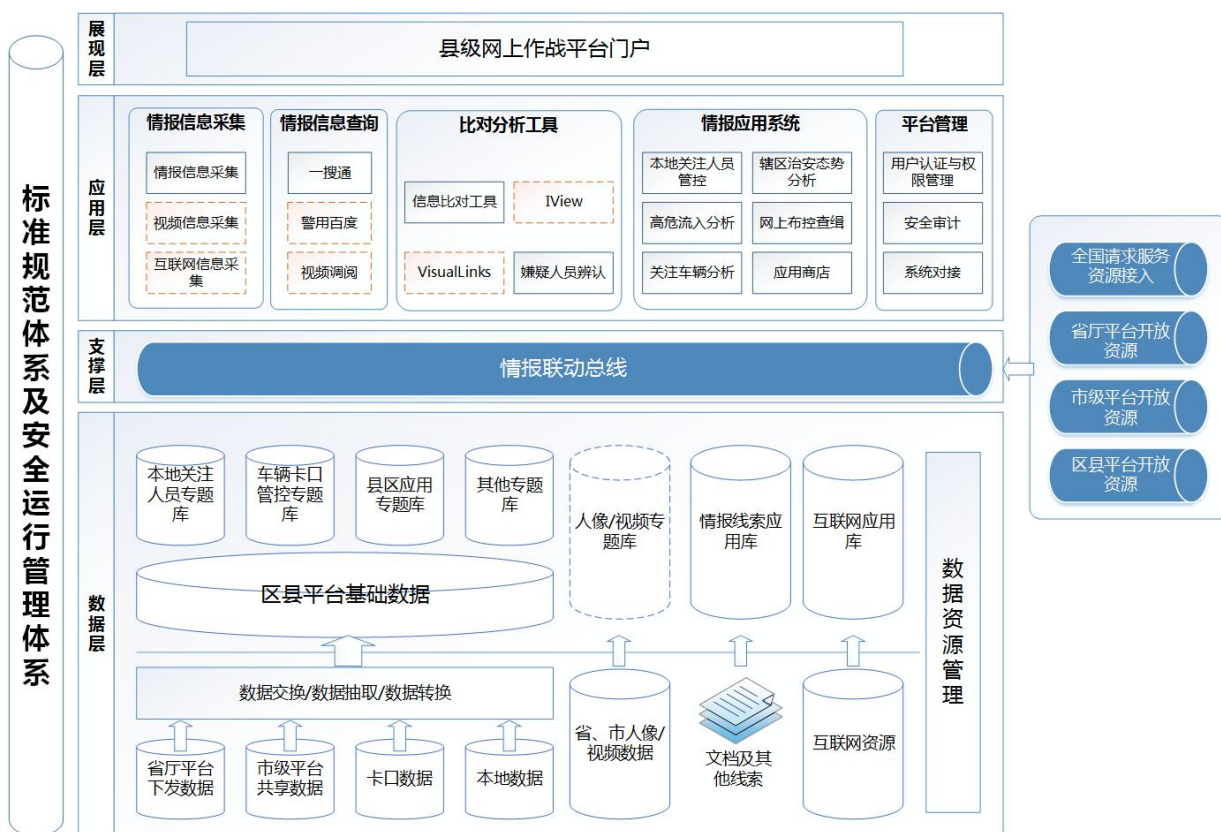 标准规范体系及安全运行管理体系
展现层
县级网上作战平台门户
应用层
情报信息采集
情报信息采集
视频信息采集
互联网信息采
集
情报信息查询
一搜通
警用百度
视频调阅
比对分析工具
信息比对工具
IView
VisualLinks
嫌疑人员辨认
情报应用系统
本地关注人员
管控
辖区治安态势
分析
高危流入分析
网上布控查缉
关注车辆分析
应用商店
平台管理
用户认证与权
限管理
安全审计
系统对接
支撑层
情报联动总线
全国请求服务
资源接入
省厅平台开放
资源
市级平台开放
资源
区县平台开放
资源
数据层
本地关注
人员专题
库
车辆卡口
管控专题
库
县区应用
专题库
其他专题
库
人像/视频专
题库
情报线索应
用库
互联网应用
库
区县平台基础数据
数据交换/数据抽取/数据转换
省厅平台
下发数据
市级平台
共享数据
卡口数据
本地数据
省、市人像/
视频数据
文档及其
他线索
互联网资源
数据资源管理